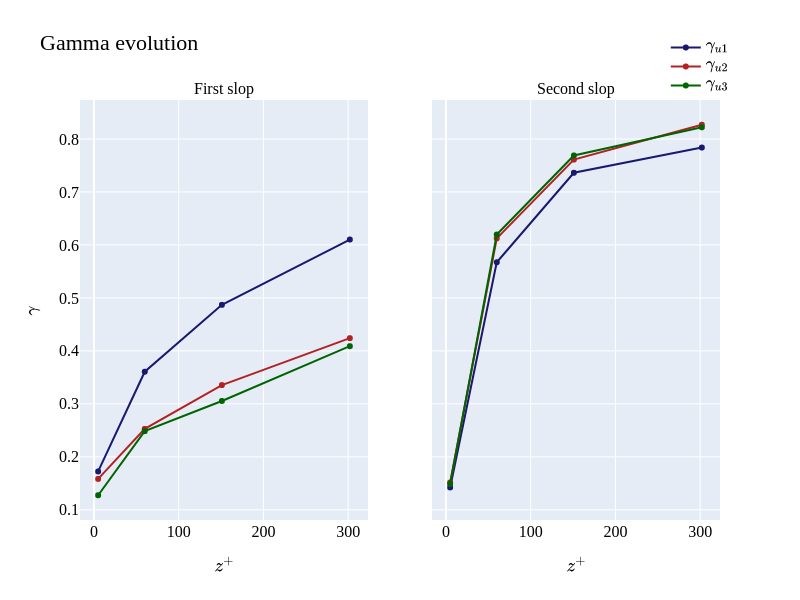 Gamma evolution
γu1
γu2
γu3
First slop
Second slop
γ
0.8
0.7
0.6
0.5
0.4
0.3
0.2
0.1
0 100 200 300
0 100 200 300
z+
z+